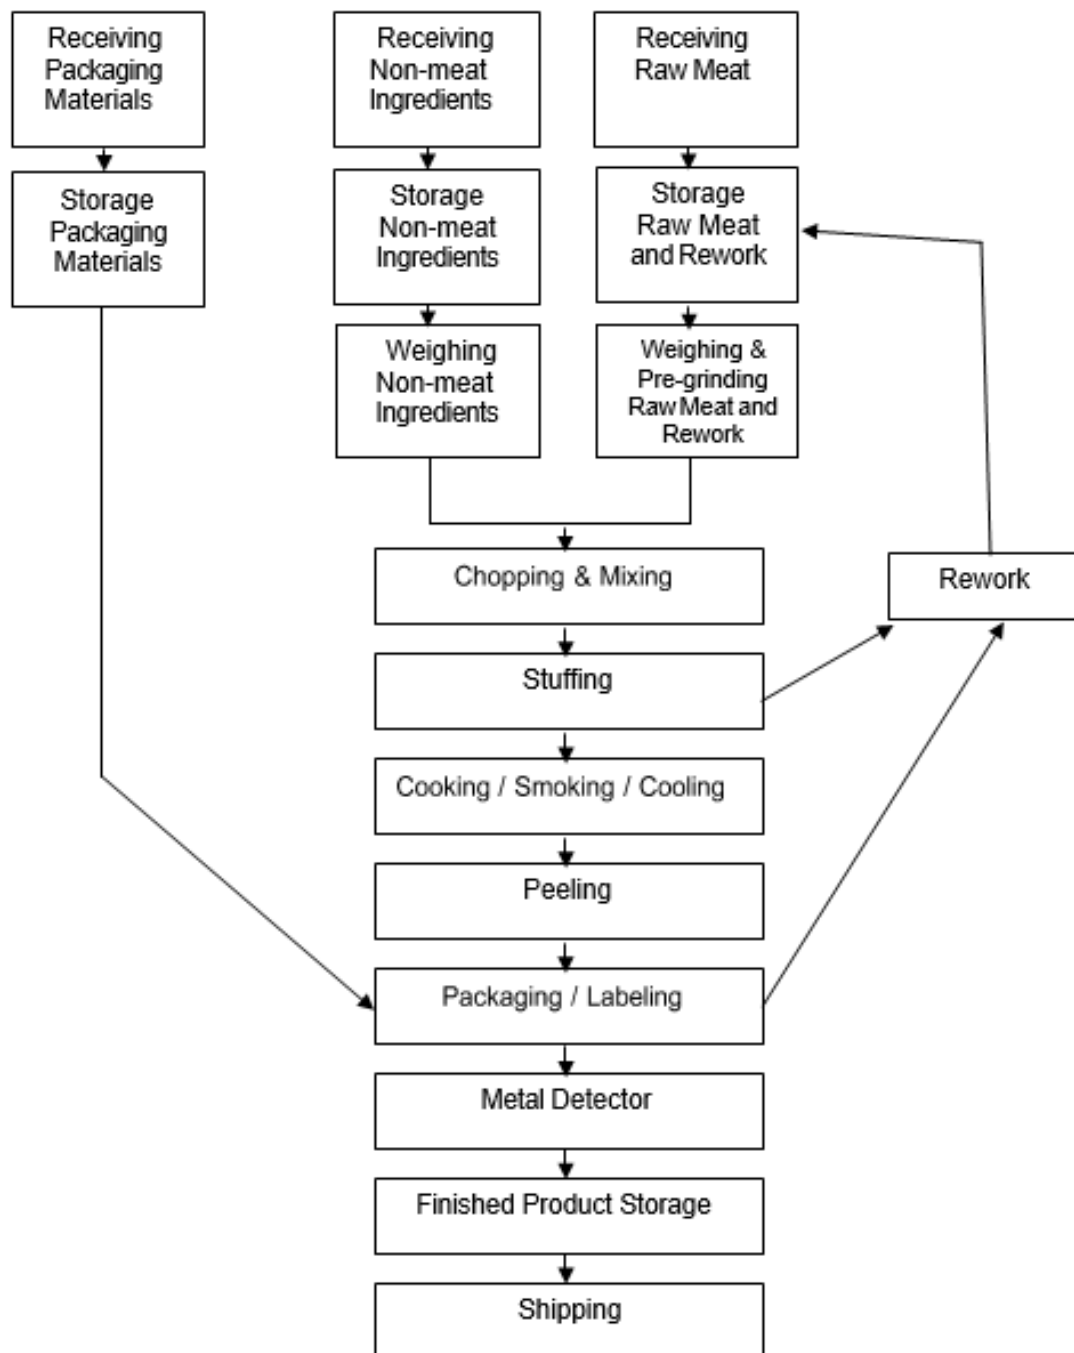 Receiving
Packaging
Materials
Receiving
Non-meat
Ingredients
Receiving
Raw Meat
Storage
Packaging
Materials
Storage
Non-meat
Ingredients
Storage
Raw Meat
and Rework
Weighing
Non-meat
Ingredients
Weighing &
Pre-grinding
Raw Meat and
Rework
Chopping & Mixing
Rework
Stuffing
Cooking / Smoking / Cooling
Peeling
Packaging / Labeling
Metal Detector
Finished Product Storage
Shipping